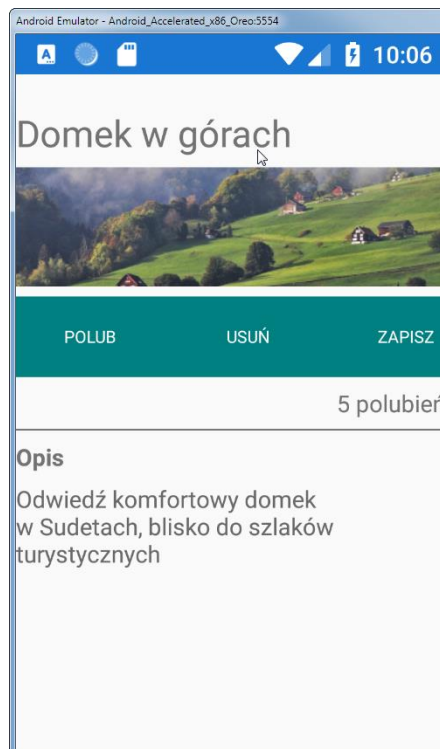 Android Emulator - Android_Accelerated_x86_Oreo:5554
10:06
Domek w górach
POLUB USUŃ ZAPISZ
5 polubień
Opis
Odwiedź komfortowy domek
w Sudetach, blisko do szlaków
turystycznych